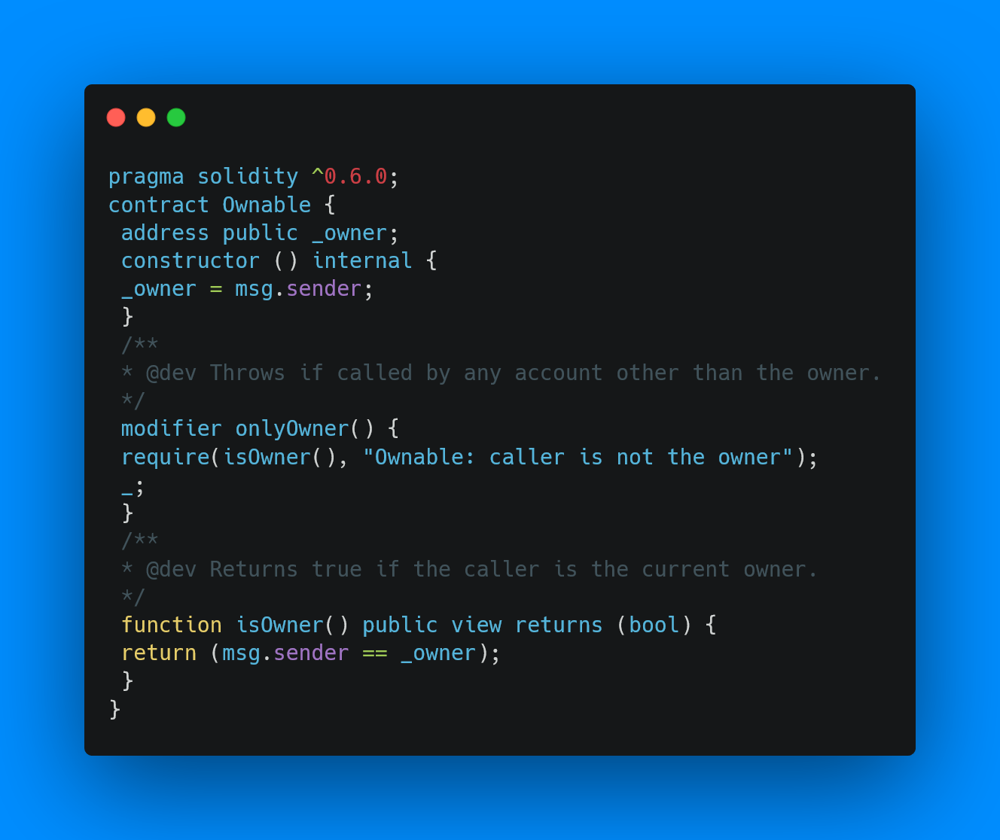 pragma solidity ^0.6.0;
contract Ownable {
 address public _owner;
 constructor () internal {
 _owner = msg.sender;
 }
 /**
 * @dev Throws if called by any account other than the owner.
 */
 modifier onlyOwner() {
 require(isOwner(), "Ownable: caller is not the owner");
 _;
 }
 /**
 * @dev Returns true if the caller is the current owner.
 */
 function isOwner() public view returns (bool) {
 return (msg.sender == _owner);
 }
}